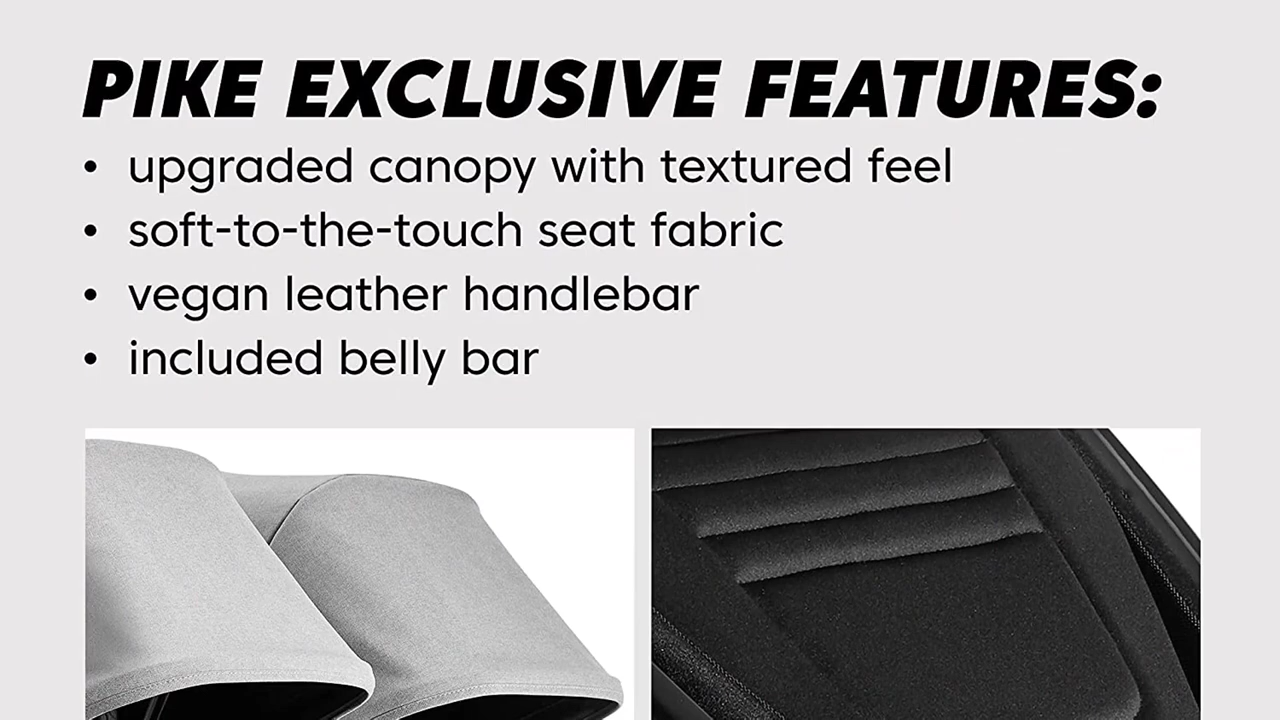 PIKE EXCLUSIVE FEATURES:
• upgraded canopy with textured feel
• soft-to-the-touch seat fabric
• vegan leather handlebar
• included belly bar